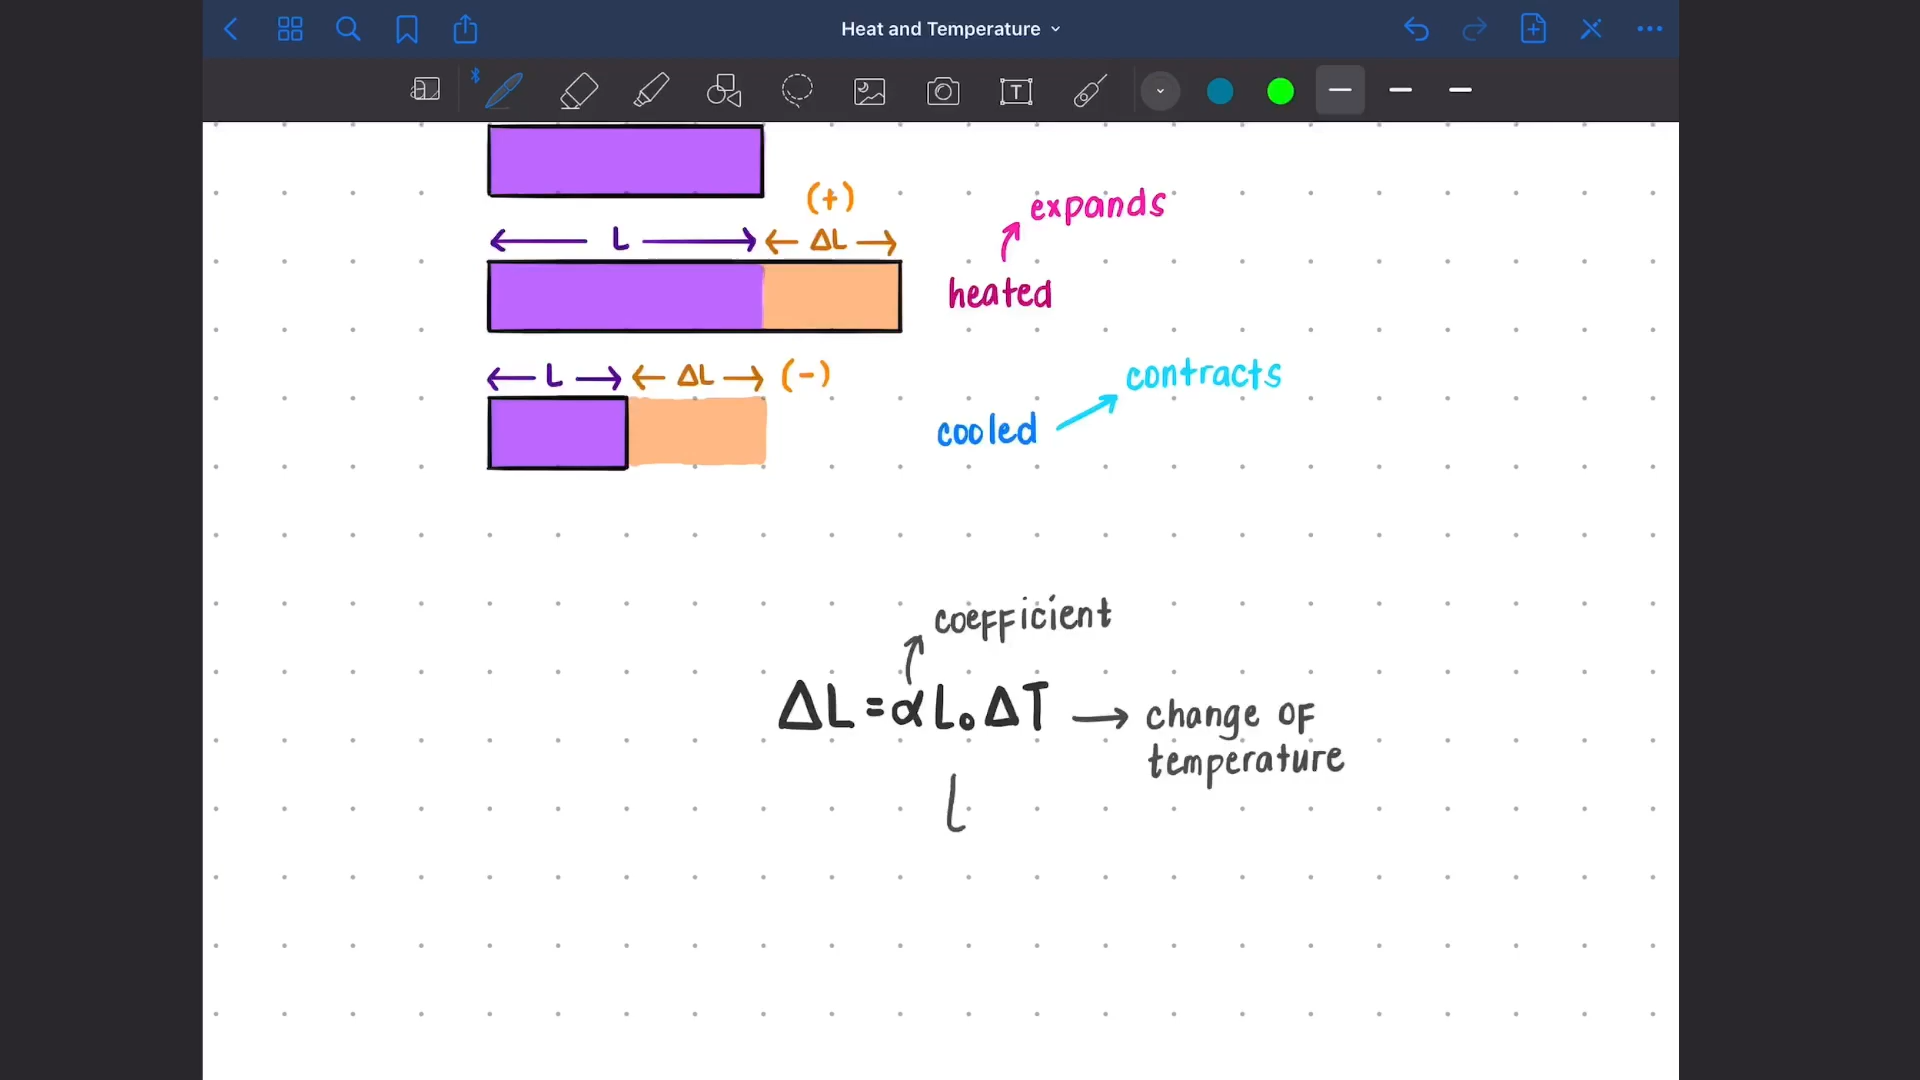 Heat and Temperature
T
(+)
expands
L ΔL
heated
L ΔL (-)
contracts
cooled
coefficient
ΔL=αL₀ΔT → change of
temperature